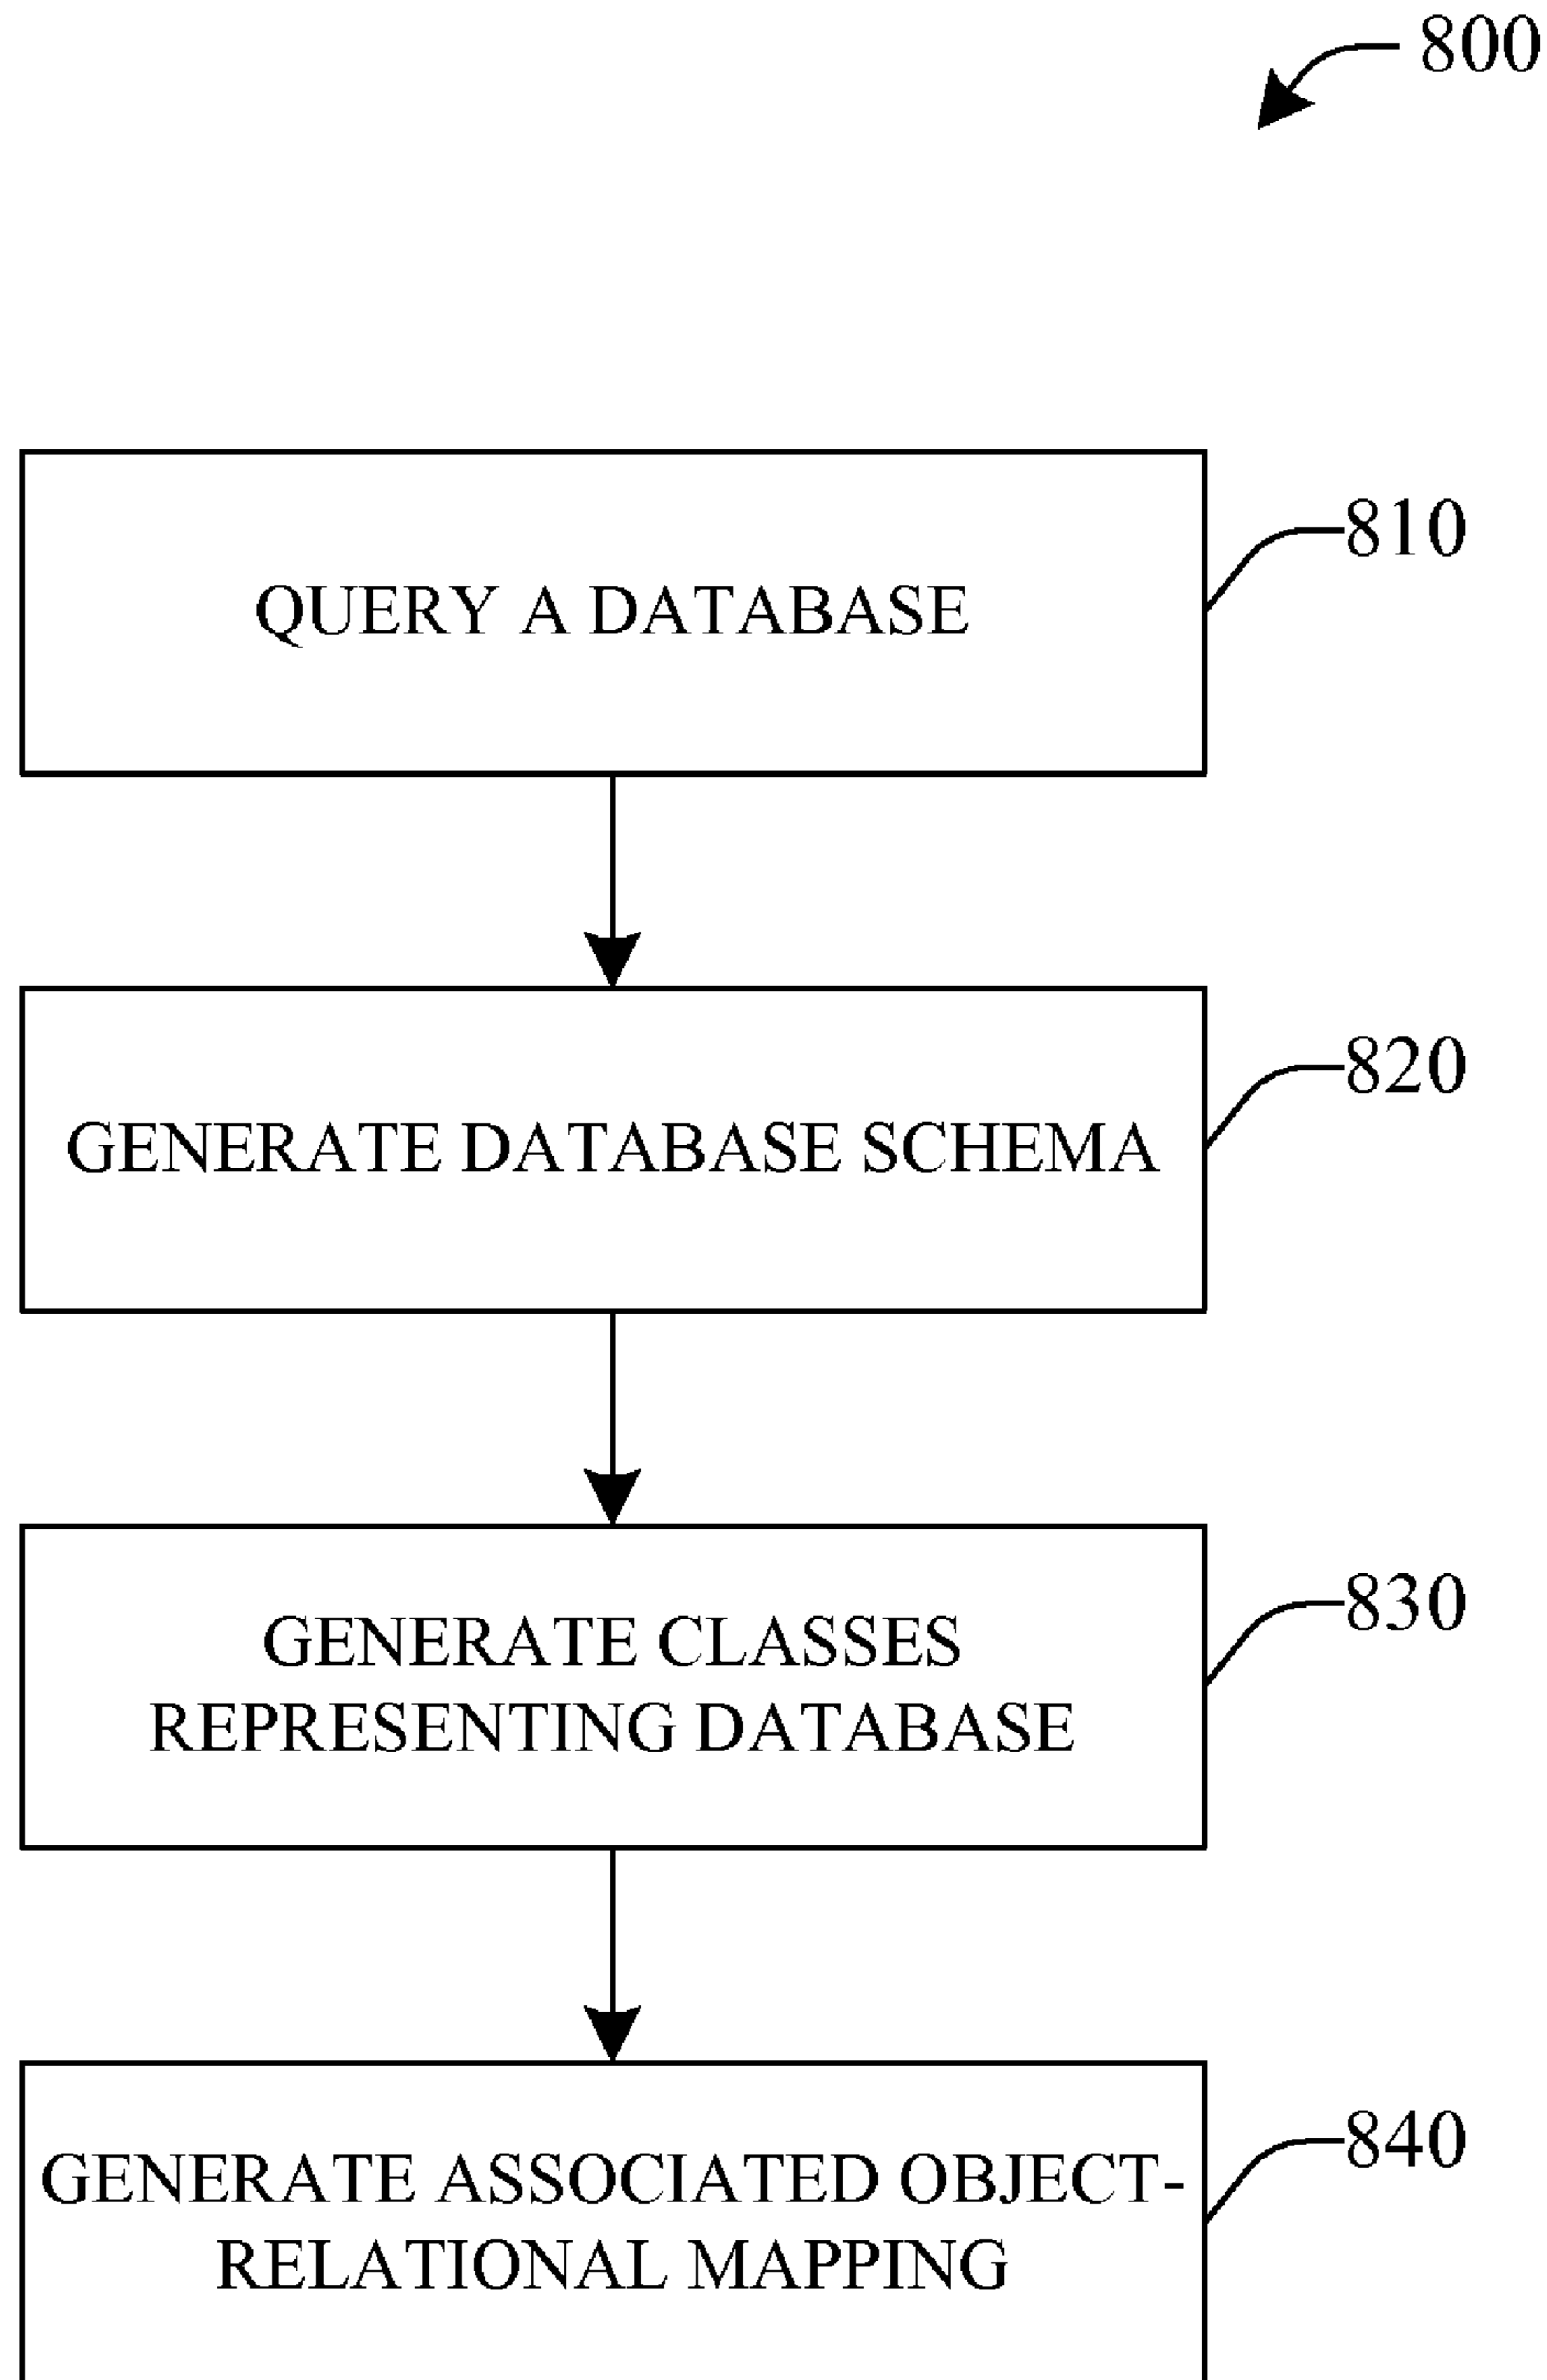 800
QUERY A DATABASE
810
GENERATE DATABASE SCHEMA
820
GENERATE CLASSES
REPRESENTING DATABASE
830
GENERATE ASSOCIATED OBJECT-
RELATIONAL MAPPING
840